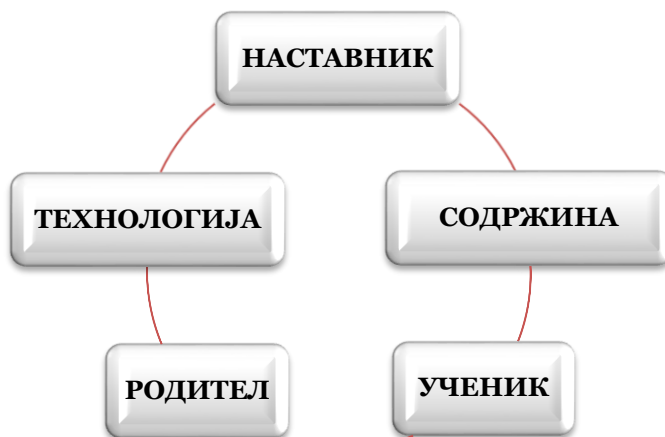 НАСТАВНИК
ТЕХНОЛОГИЈА
СОДРЖИНА
РОДИТЕЛ
УЧЕНИК